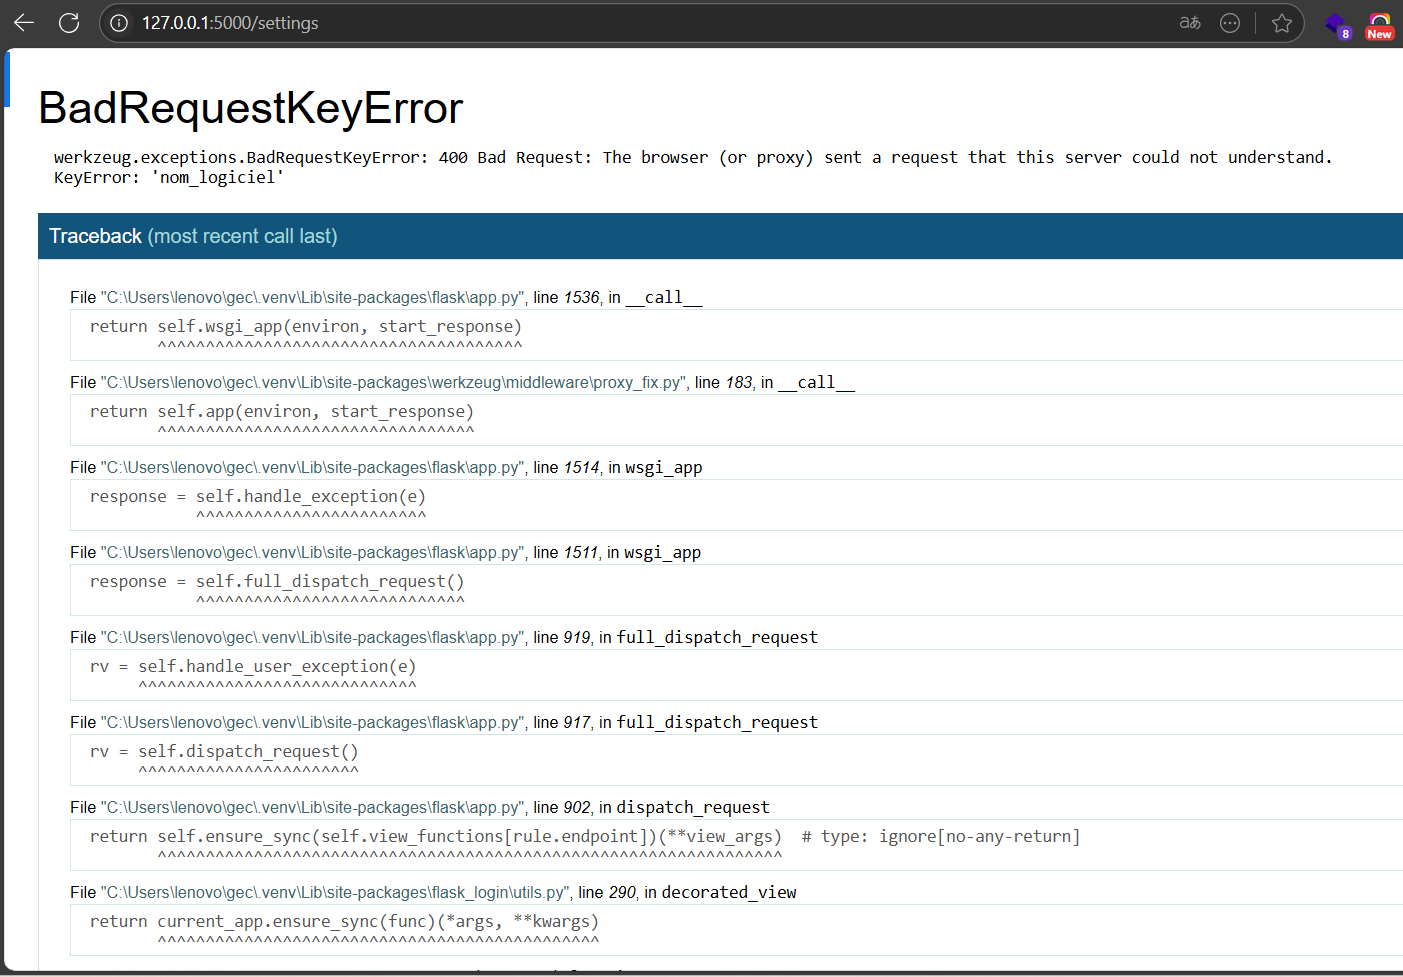 127.0.0.1:5000/settings
aあ
8
New
BadRequestKeyError
werkzeug.exceptions.BadRequestKeyError: 400 Bad Request: The browser (or proxy) sent a request that this server could not understand.
KeyError: 'nom_logiciel'
Traceback (most recent call last)
File "C:\Users\lenovo\gec\.venv\Lib\site-packages\flask\app.py", line 1536, in __call__
return self.wsgi_app(environ, start_response)
^^^^^^^^^^^^^^^^^^^^^^^^^^^^^^^^^^^^^^
File "C:\Users\lenovo\gec\.venv\Lib\site-packages\werkzeug\middleware\proxy_fix.py", line 183, in __call__
return self.app(environ, start_response)
^^^^^^^^^^^^^^^^^^^^^^^^^^^^^^^^^
File "C:\Users\lenovo\gec\.venv\Lib\site-packages\flask\app.py", line 1514, in wsgi_app
response = self.handle_exception(e)
^^^^^^^^^^^^^^^^^^^^^^^^
File "C:\Users\lenovo\gec\.venv\Lib\site-packages\flask\app.py", line 1511, in wsgi_app
response = self.full_dispatch_request()
^^^^^^^^^^^^^^^^^^^^^^^^^^^^
File "C:\Users\lenovo\gec\.venv\Lib\site-packages\flask\app.py", line 919, in full_dispatch_request
rv = self.handle_user_exception(e)
^^^^^^^^^^^^^^^^^^^^^^^^^^^^^
File "C:\Users\lenovo\gec\.venv\Lib\site-packages\flask\app.py", line 917, in full_dispatch_request
rv = self.dispatch_request()
^^^^^^^^^^^^^^^^^^^^^^^
File "C:\Users\lenovo\gec\.venv\Lib\site-packages\flask\app.py", line 902, in dispatch_request
return self.ensure_sync(self.view_functions[rule.endpoint])(**view_args)  # type: ignore[no-any-return]
^^^^^^^^^^^^^^^^^^^^^^^^^^^^^^^^^^^^^^^^^^^^^^^^^^^^^^^^^^^^^^^^^
File "C:\Users\lenovo\gec\.venv\Lib\site-packages\flask_login\utils.py", line 290, in decorated_view
return current_app.ensure_sync(func)(*args, **kwargs)
^^^^^^^^^^^^^^^^^^^^^^^^^^^^^^^^^^^^^^^^^^^^^^